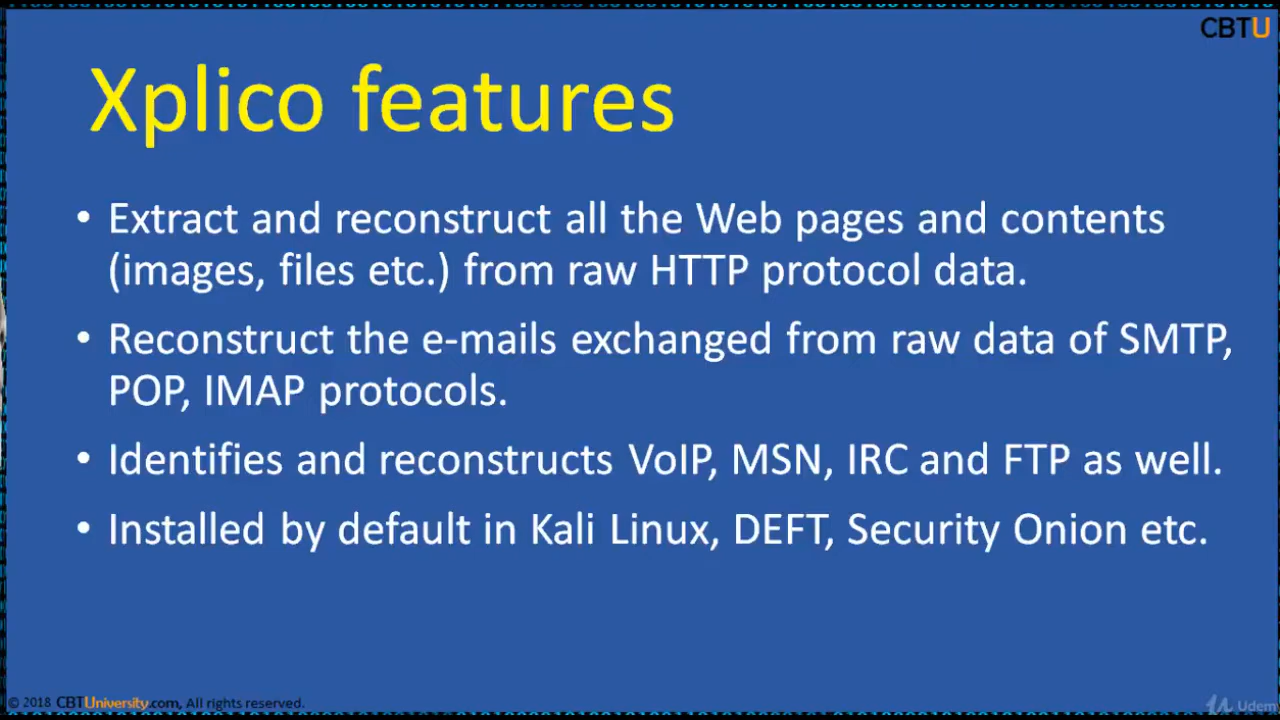 CBTU
Xplico features
• Extract and reconstruct all the Web pages and contents
(images, files etc.) from raw HTTP protocol data.
• Reconstruct the e-mails exchanged from raw data of SMTP,
POP, IMAP protocols.
• Identifies and reconstructs VoIP, MSN, IRC and FTP as well.
• Installed by default in Kali Linux, DEFT, Security Onion etc.
© 2018 CBTUniversity.com, All rights reserved.
Udem